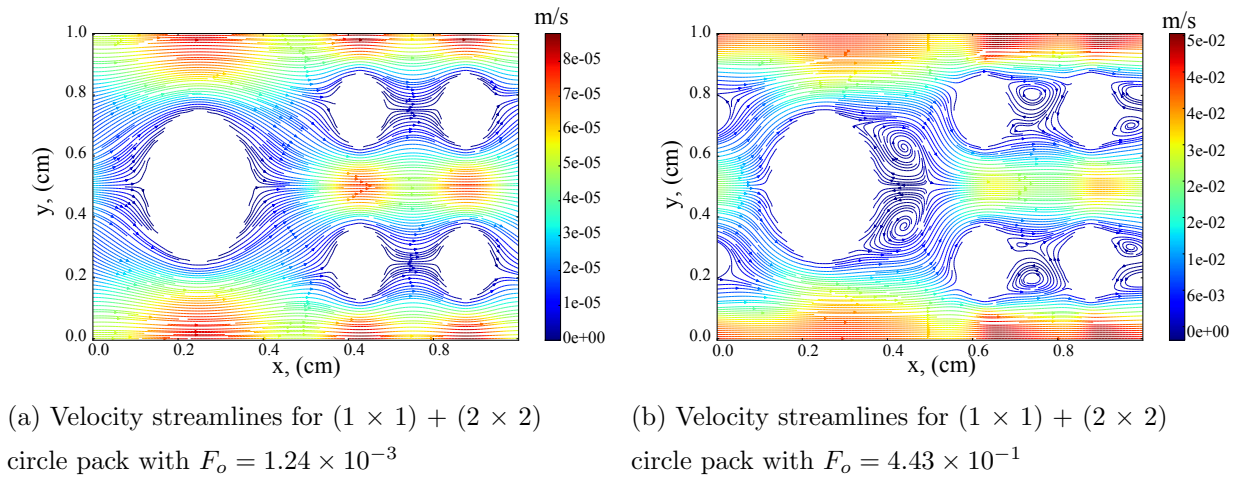 m/s
1.0
0.8
0.6
0.4
0.2
0.0
y, (cm)
0.0 0.2 0.4 0.6 0.8
x, (cm)
8e-05
7e-05
6e-05
5e-05
4e-05
3e-05
2e-05
1e-05
0e+00
m/s
1.0
0.8
0.6
0.4
0.2
0.0
y, (cm)
0.0 0.2 0.4 0.6 0.8
x, (cm)
5e-02
4e-02
4e-02
3e-02
2e-02
2e-02
1e-02
6e-03
0e+00
(a) Velocity streamlines for (1 × 1) + (2 × 2)
circle pack with Fₒ = 1.24 × 10⁻³
(b) Velocity streamlines for (1 × 1) + (2 × 2)
circle pack with Fₒ = 4.43 × 10⁻¹